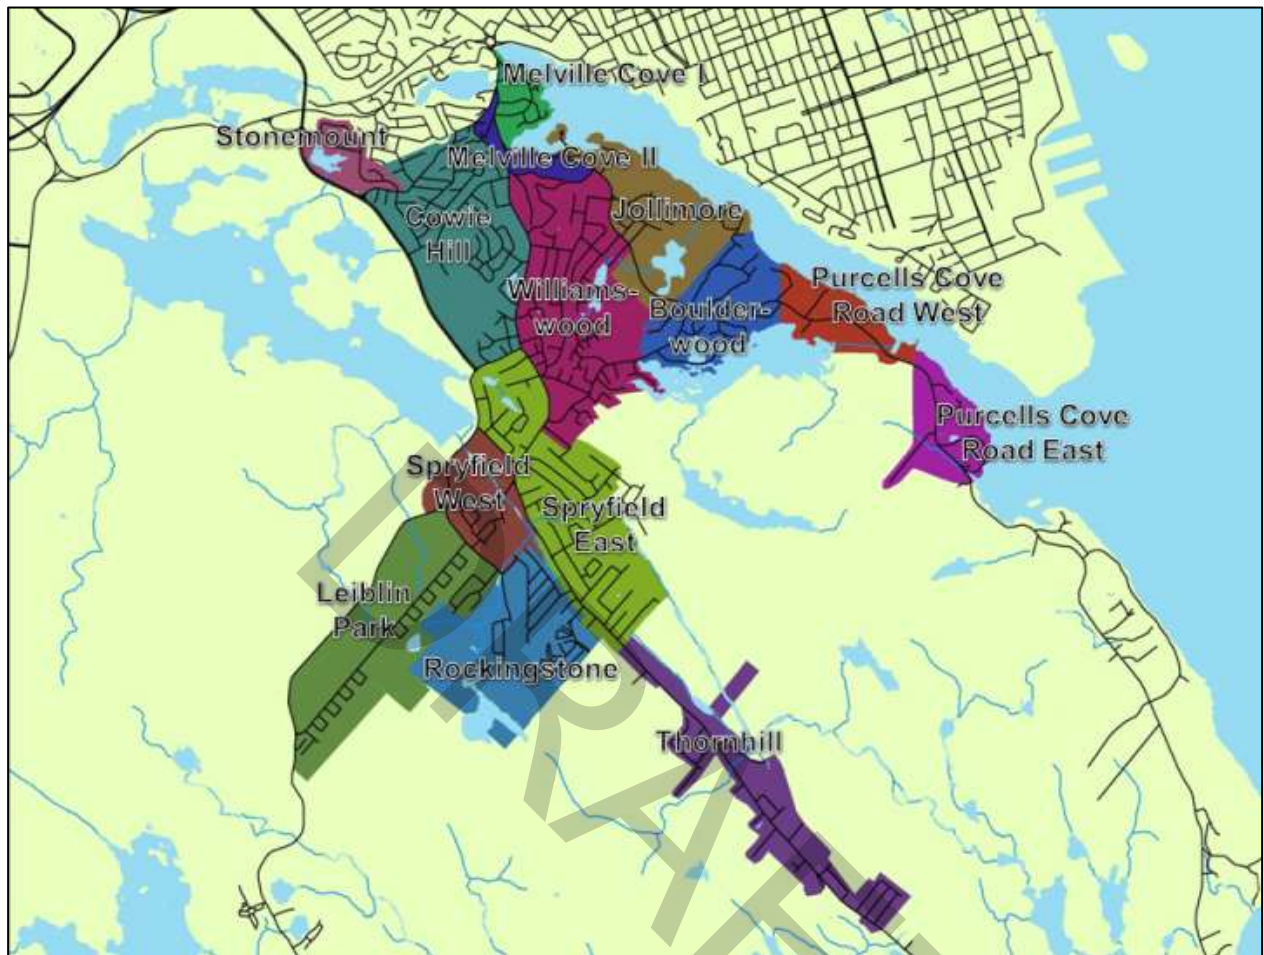 Melville Cove I
Stonemount
Melville Cove II
Cowie
Hill
Jollimore
Williams-
wood
Boulder-
wood
Purcells Cove
Road West
Purcells Cove
Road East
Spryfield
West
Spryfield
East
Leiblin
Park
Rockingstone
Thornhill
DRAFT